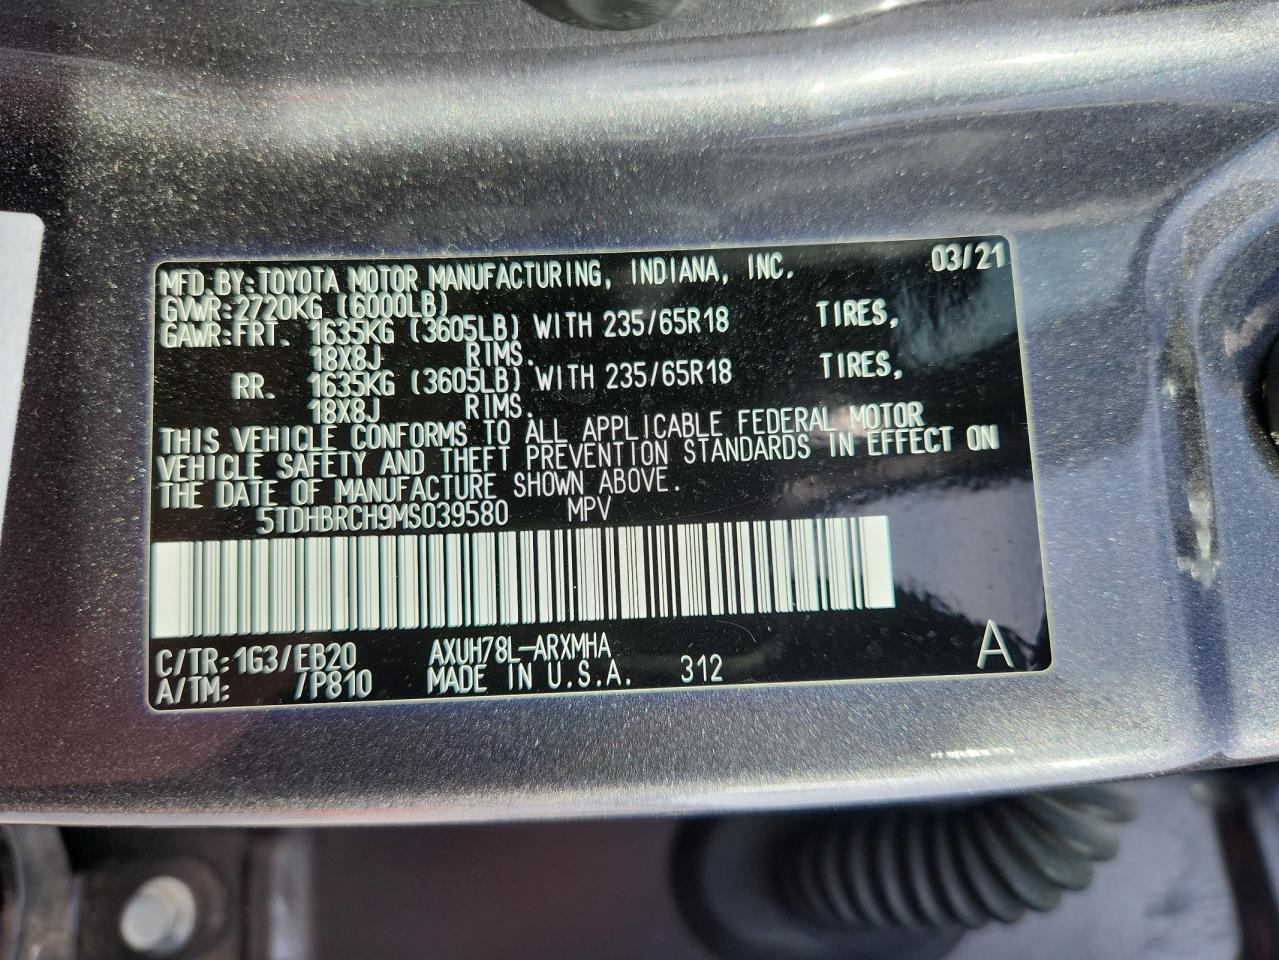 MFD.BY:TOYOTA MOTOR MANUFACTURING, INDIANA, INC. 03/21
GVWR:2720KG (6000LB)
GAWR:FRT. 1635KG (3605LB) WITH 235/65R18 TIRES,
18X8J RIMS.
RR. 1635KG (3605LB) WITH 235/65R18 TIRES,
18X8J RIMS.
THIS VEHICLE CONFORMS TO ALL APPLICABLE FEDERAL MOTOR
VEHICLE SAFETY AND THEFT PREVENTION STANDARDS IN EFFECT ON
THE DATE OF MANUFACTURE SHOWN ABOVE.
5TDHBRCH9MS039580 MPV
C/TR:1G3/EB20 AXUH78L-ARXMHA
A/TM: /P810 MADE IN U.S.A. 312 A